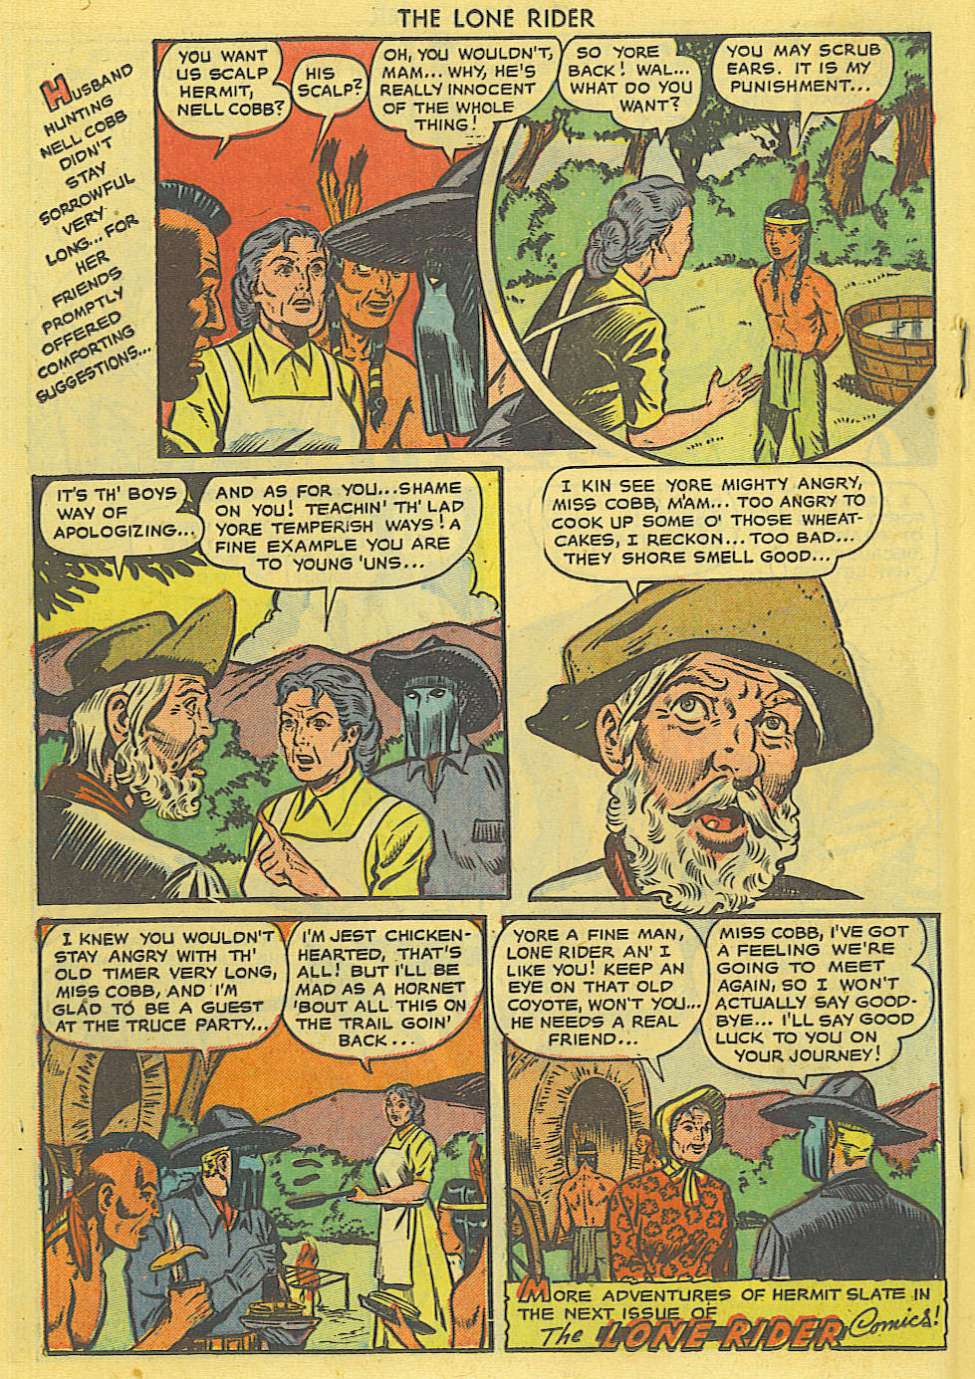 THE LONE RIDER
HUSBAND
HUNTING
NELL COBB
DIDN'T
STAY
SORROWFUL
VERY
LONG... FOR
HER
FRIENDS
PROMPTLY
OFFERED
COMFORTING
SUGGESTIONS...
YOU WANT
US SCALP
HERMIT,
NELL COBB?
HIS
SCALP?
OH, YOU WOULDN'T,
MAM... WHY, HE'S
REALLY INNOCENT
OF THE WHOLE
THING!
SO YORE
BACK! WAL...
WHAT DO YOU
WANT?
YOU MAY SCRUB
EARS. IT IS MY
PUNISHMENT...
IT'S TH' BOYS
WAY OF
APOLOGIZING...
AND AS FOR YOU...SHAME
ON YOU! TEACHIN' TH' LAD
YORE TEMPERISH WAYS! A
FINE EXAMPLE YOU ARE
TO YOUNG 'UNS...
I KIN SEE YORE MIGHTY ANGRY,
MISS COBB, M'AM... TOO ANGRY TO
COOK UP SOME O' THOSE WHEAT-
CAKES, I RECKON... TOO BAD...
THEY SHORE SMELL GOOD...
I KNEW YOU WOULDN'T
STAY ANGRY WITH TH'
OLD TIMER VERY LONG,
MISS COBB, AND I'M
GLAD TO BE A GUEST
AT THE TRUCE PARTY...
I'M JEST CHICKEN-
HEARTED, THAT'S
ALL! BUT I'LL BE
MAD AS A HORNET
'BOUT ALL THIS ON
THE TRAIL GOIN'
BACK...
YORE A FINE MAN,
LONE RIDER AN' I
LIKE YOU! KEEP AN
EYE ON THAT OLD
COYOTE, WON'T YOU...
HE NEEDS A REAL
FRIEND...
MISS COBB, I'VE GOT
A FEELING WE'RE
GOING TO MEET
AGAIN, SO I WON'T
ACTUALLY SAY GOOD-
BYE... I'LL SAY GOOD
LUCK TO YOU ON
YOUR JOURNEY!
MORE ADVENTURES OF HERMIT SLATE IN
THE NEXT ISSUE OF
The LONE RIDER Comics!